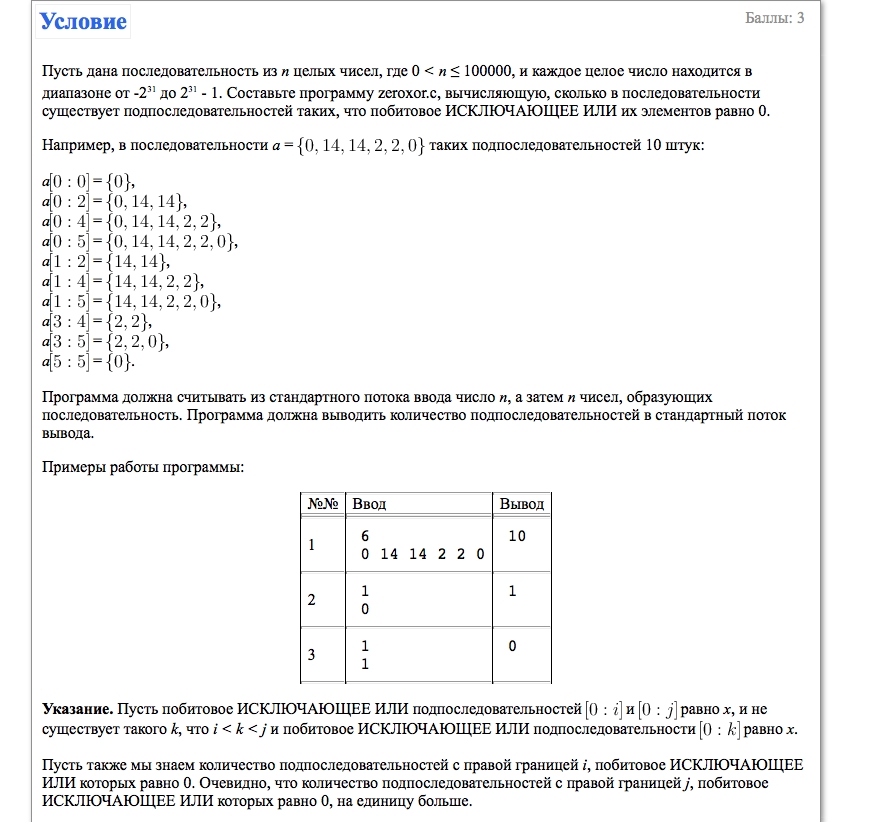 Условие
Баллы: 3
Пусть дана последовательность из n целых чисел, где 0 < n ≤ 100000, и каждое целое число находится в
диапазоне от -2³¹ до 2³¹ - 1. Составьте программу zeroxor.c, вычисляющую, сколько в последовательности
существует подпоследовательностей таких, что побитовое ИСКЛЮЧАЮЩЕЕ ИЛИ их элементов равно 0.
Например, в последовательности a = {0, 14, 14, 2, 2, 0} таких подпоследовательностей 10 штук:
a[0 : 0] = {0},
a[0 : 2] = {0, 14, 14},
a[0 : 4] = {0, 14, 14, 2, 2},
a[0 : 5] = {0, 14, 14, 2, 2, 0},
a[1 : 2] = {14, 14},
a[1 : 4] = {14, 14, 2, 2},
a[1 : 5] = {14, 14, 2, 2, 0},
a[3 : 4] = {2, 2},
a[3 : 5] = {2, 2, 0},
a[5 : 5] = {0}.
Программа должна считывать из стандартного потока ввода число n, а затем n чисел, образующих
последовательность. Программа должна выводить количество подпоследовательностей в стандартный поток
вывода.
Примеры работы программы:
№№ Ввод Вывод
1
6
0 14 14 2 2 0
10
2
1
0
1
3
1
1
0
Указание. Пусть побитовое ИСКЛЮЧАЮЩЕЕ ИЛИ подпоследовательностей [0 : i] и [0 : j] равно x, и не
существует такого k, что i < k < j и побитовое ИСКЛЮЧАЮЩЕЕ ИЛИ подпоследовательности [0 : k] равно x.
Пусть также мы знаем количество подпоследовательностей с правой границей i, побитовое ИСКЛЮЧАЮЩЕЕ
ИЛИ которых равно 0. Очевидно, что количество подпоследовательностей с правой границей j, побитовое
ИСКЛЮЧАЮЩЕЕ ИЛИ которых равно 0, на единицу больше.